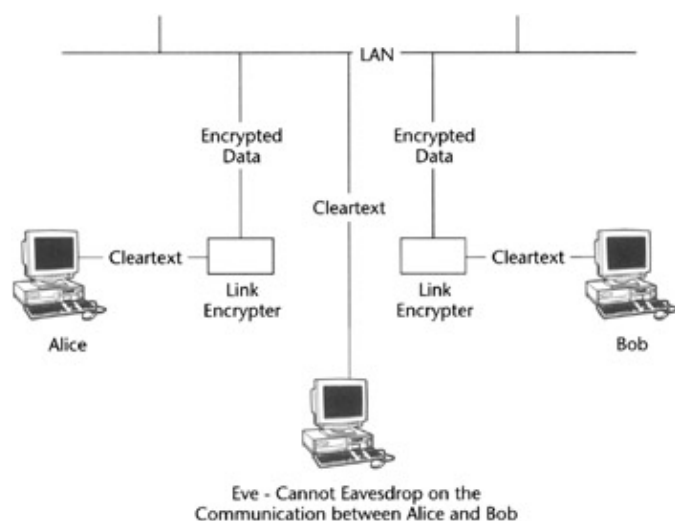 LAN
Encrypted
Data
Encrypted
Data
Cleartext
Cleartext
Cleartext
Link
Encrypter
Link
Encrypter
Alice
Bob
Eve - Cannot Eavesdrop on the
Communication between Alice and Bob